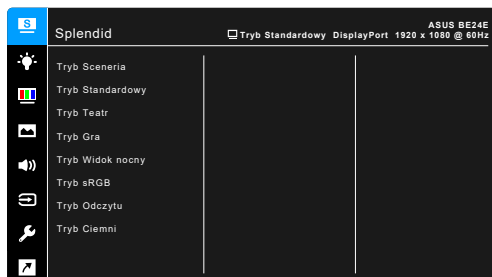 S
Splendid
ASUS BE24E
Tryb Standardowy DisplayPort 1920 x 1080 @ 60Hz
Tryb Sceneria
Tryb Standardowy
Tryb Teatr
Tryb Gra
Tryb Widok nocny
Tryb sRGB
Tryb Odczytu
Tryb Ciemni